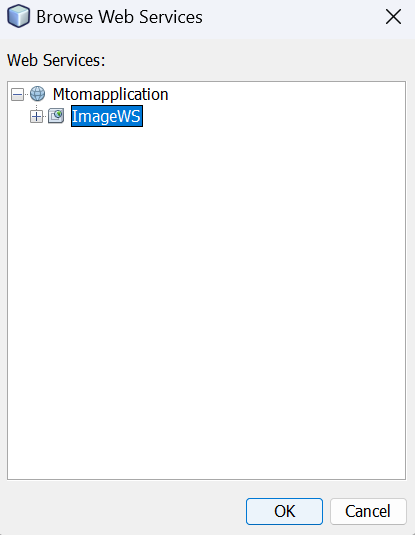 Browse Web Services
Web Services:
Mtomapplication
ImageWS
OK
Cancel